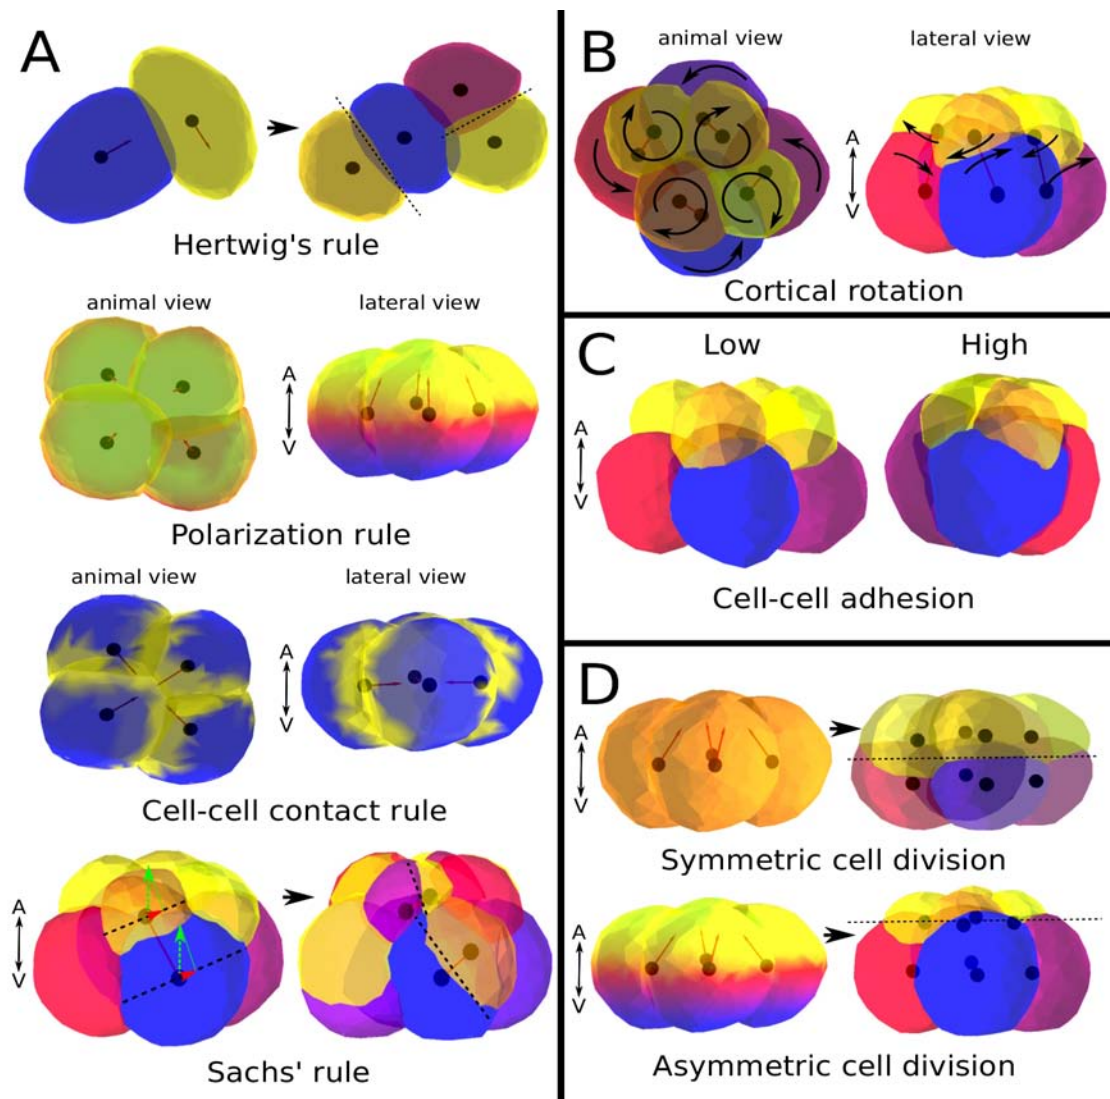 A
Hertwig's rule
animal view
lateral view
A
V
Polarization rule
animal view
lateral view
A
V
Cell-cell contact rule
A
V
Sachs' rule
B
animal view
lateral view
A
V
Cortical rotation
C
Low
High
A
V
Cell-cell adhesion
D
A
V
Symmetric cell division
A
V
Asymmetric cell division